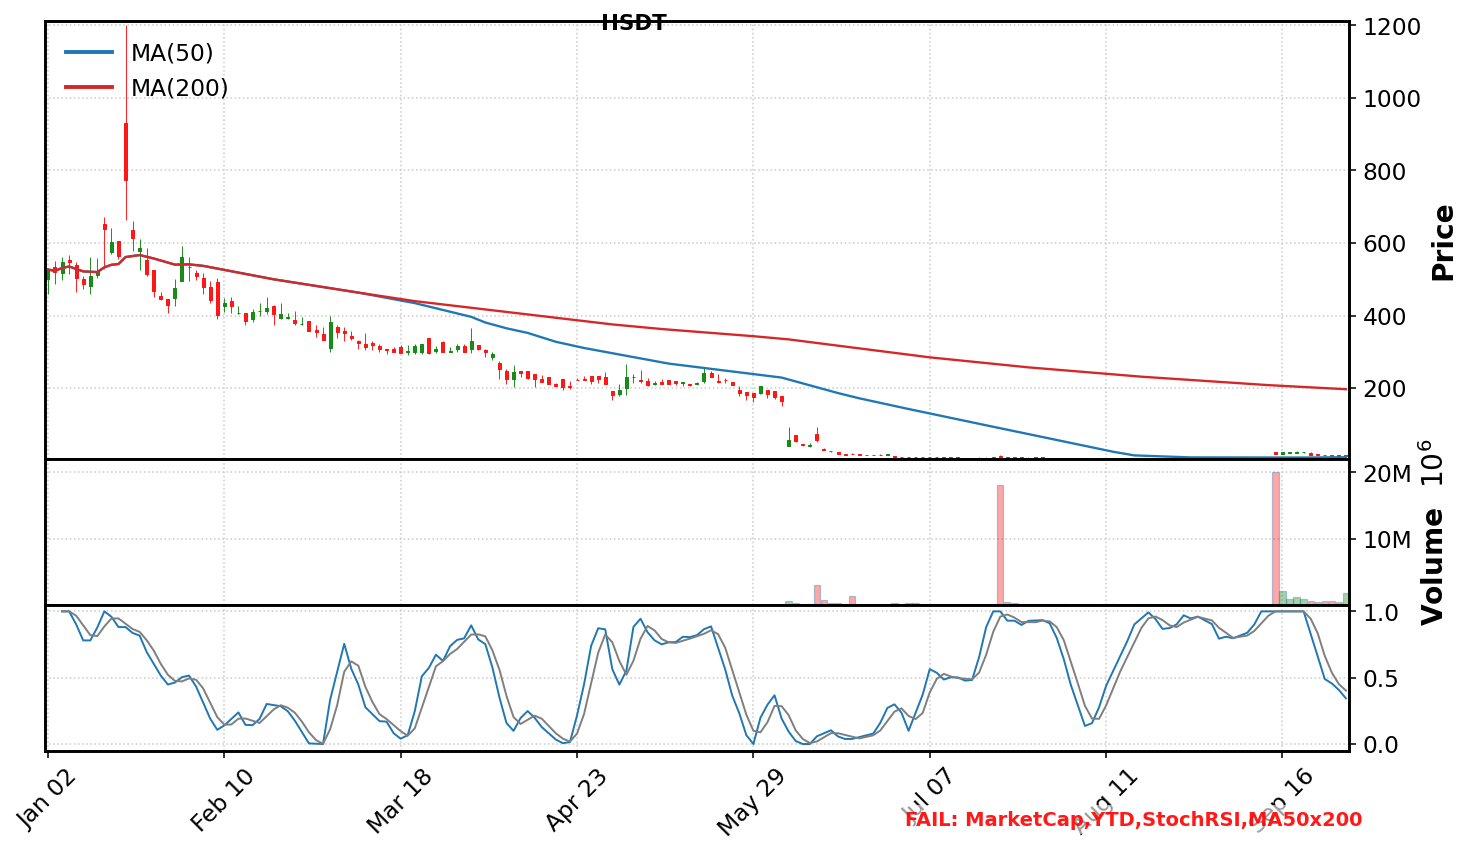 HSDT
MA(50)
MA(200)
1200
1000
800
600
400
200
Price
20M
10M
Volume 10^6
1.0
0.5
0.0
Jan 02
Feb 10
Mar 18
Apr 23
May 29
Jul 07
Aug 11
Sep 16
FAIL: MarketCap,YTD,StochRSI,MA50x200